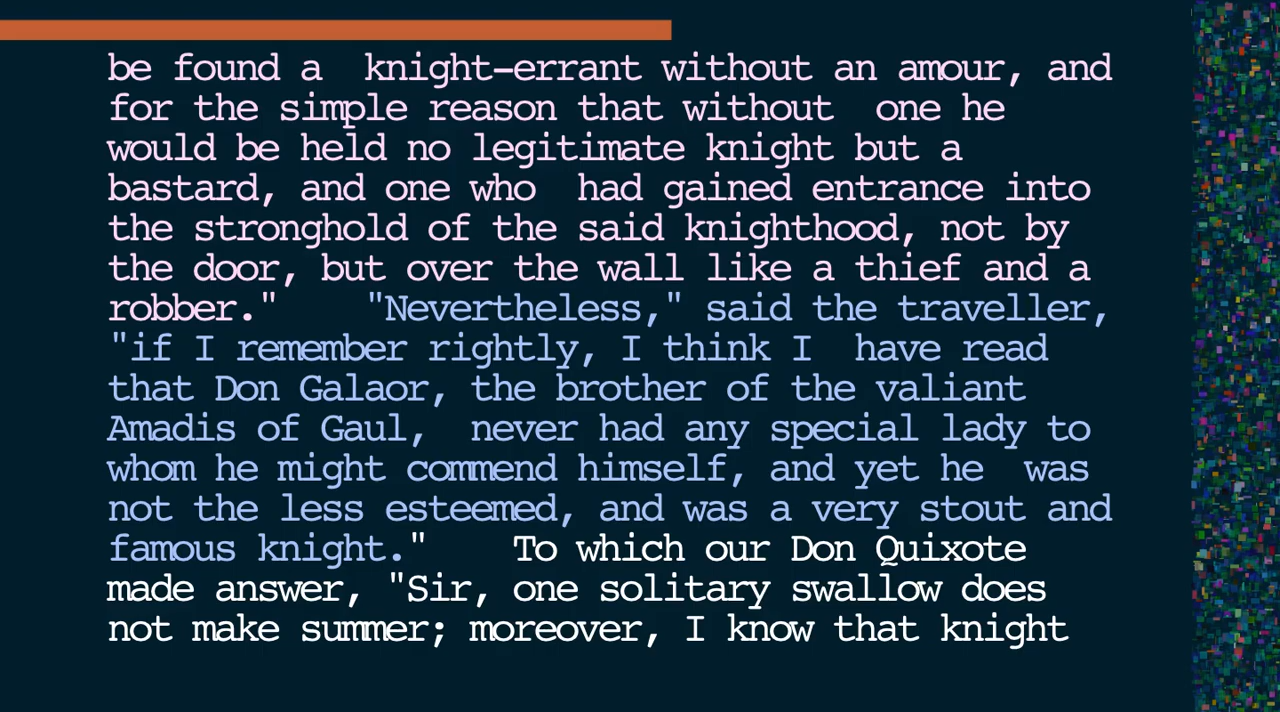 be found a  knight-errant without an amour, and
for the simple reason that without  one he
would be held no legitimate knight but a
bastard, and one who  had gained entrance into
the stronghold of the said knighthood, not by
the door, but over the wall like a thief and a
robber."    "Nevertheless," said the traveller,
"if I remember rightly, I think I  have read
that Don Galaor, the brother of the valiant
Amadis of Gaul,  never had any special lady to
whom he might commend himself, and yet he  was
not the less esteemed, and was a very stout and
famous knight."    To which our Don Quixote
made answer, "Sir, one solitary swallow does
not make summer; moreover, I know that knight